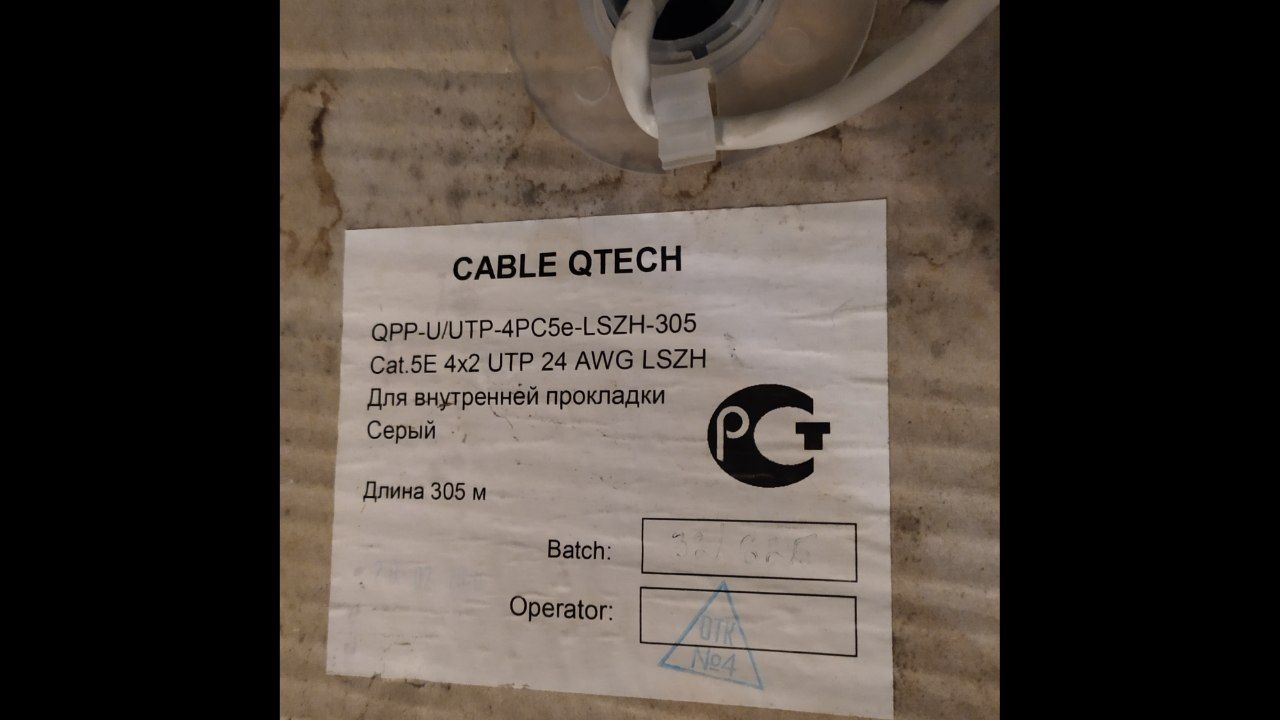 CABLE QTECH
QPP-U/UTP-4PC5e-LSZH-305
Cat.5E 4x2 UTP 24 AWG LSZH
Для внутренней прокладки
Серый
РСТ
Длина 305 м
Batch:
Operator:
ОТК
№4